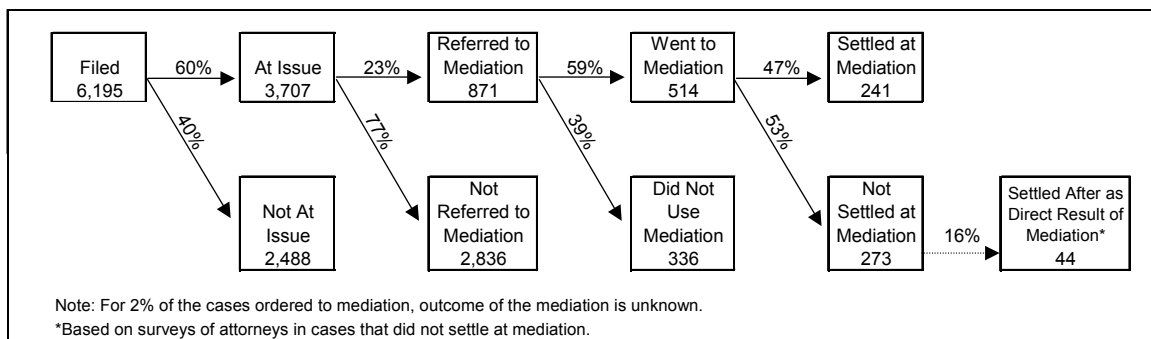 Filed
6,195
60%
At Issue
3,707
23%
Referred to
Mediation
871
59%
Went to
Mediation
514
47%
Settled at
Mediation
241
40%
77%
39%
53%
Not At
Issue
2,488
Not
Referred to
Mediation
2,836
Did Not
Use
Mediation
336
Not
Settled at
Mediation
273
16%
Settled After as
Direct Result of
Mediation*
44
Note: For 2% of the cases ordered to mediation, outcome of the mediation is unknown.
*Based on surveys of attorneys in cases that did not settle at mediation.